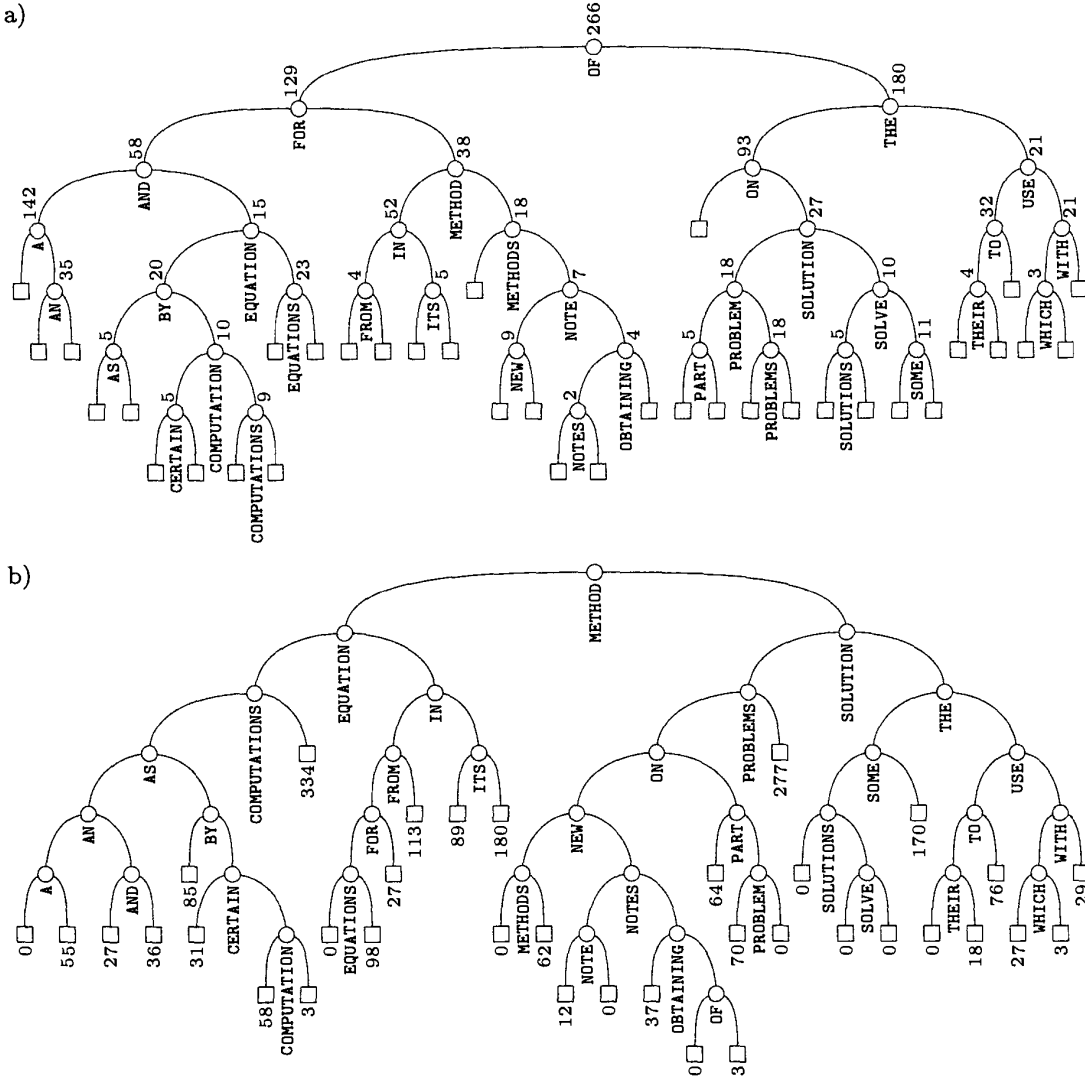 a)
OF 266
FOR 129
THE 180
AND 58
METHOD 38
ON 93
USE 21
A 142
EQUATION 15
IN 52
METHODS 18
SOLUTION 27
TO 32
WITH 21
AN 35
BY 20
EQUATIONS 23
FROM 4
ITS 5
NOTE 7
PROBLEM 18
SOLVE 10
THEIR 4
WHICH 3
AS 5
COMPUTATION 10
NEW 9
OBTAINING 4
PART 5
PROBLEMS 18
SOLUTIONS 5
SOME 11
CERTAIN 5
COMPUTATIONS 9
NOTES 2
b)
METHOD
EQUATION
SOLUTION
COMPUTATIONS
IN
PROBLEMS
THE
AS
334
FROM
ITS
ON
277
SOME
USE
AN
BY
FOR
113
89
180
NEW
PART
SOLUTIONS
170
TO
WITH
A
AND
85
CERTAIN
EQUATIONS
27
METHODS
NOTES
64
PROBLEM
0
SOLVE
THEIR
76
WHICH
29
0
55
27
36
31
COMPUTATION
0
98
0
62
NOTE
OBTAINING
70
0
0
0
0
18
27
3
58
3
12
0
37
OF
0
3